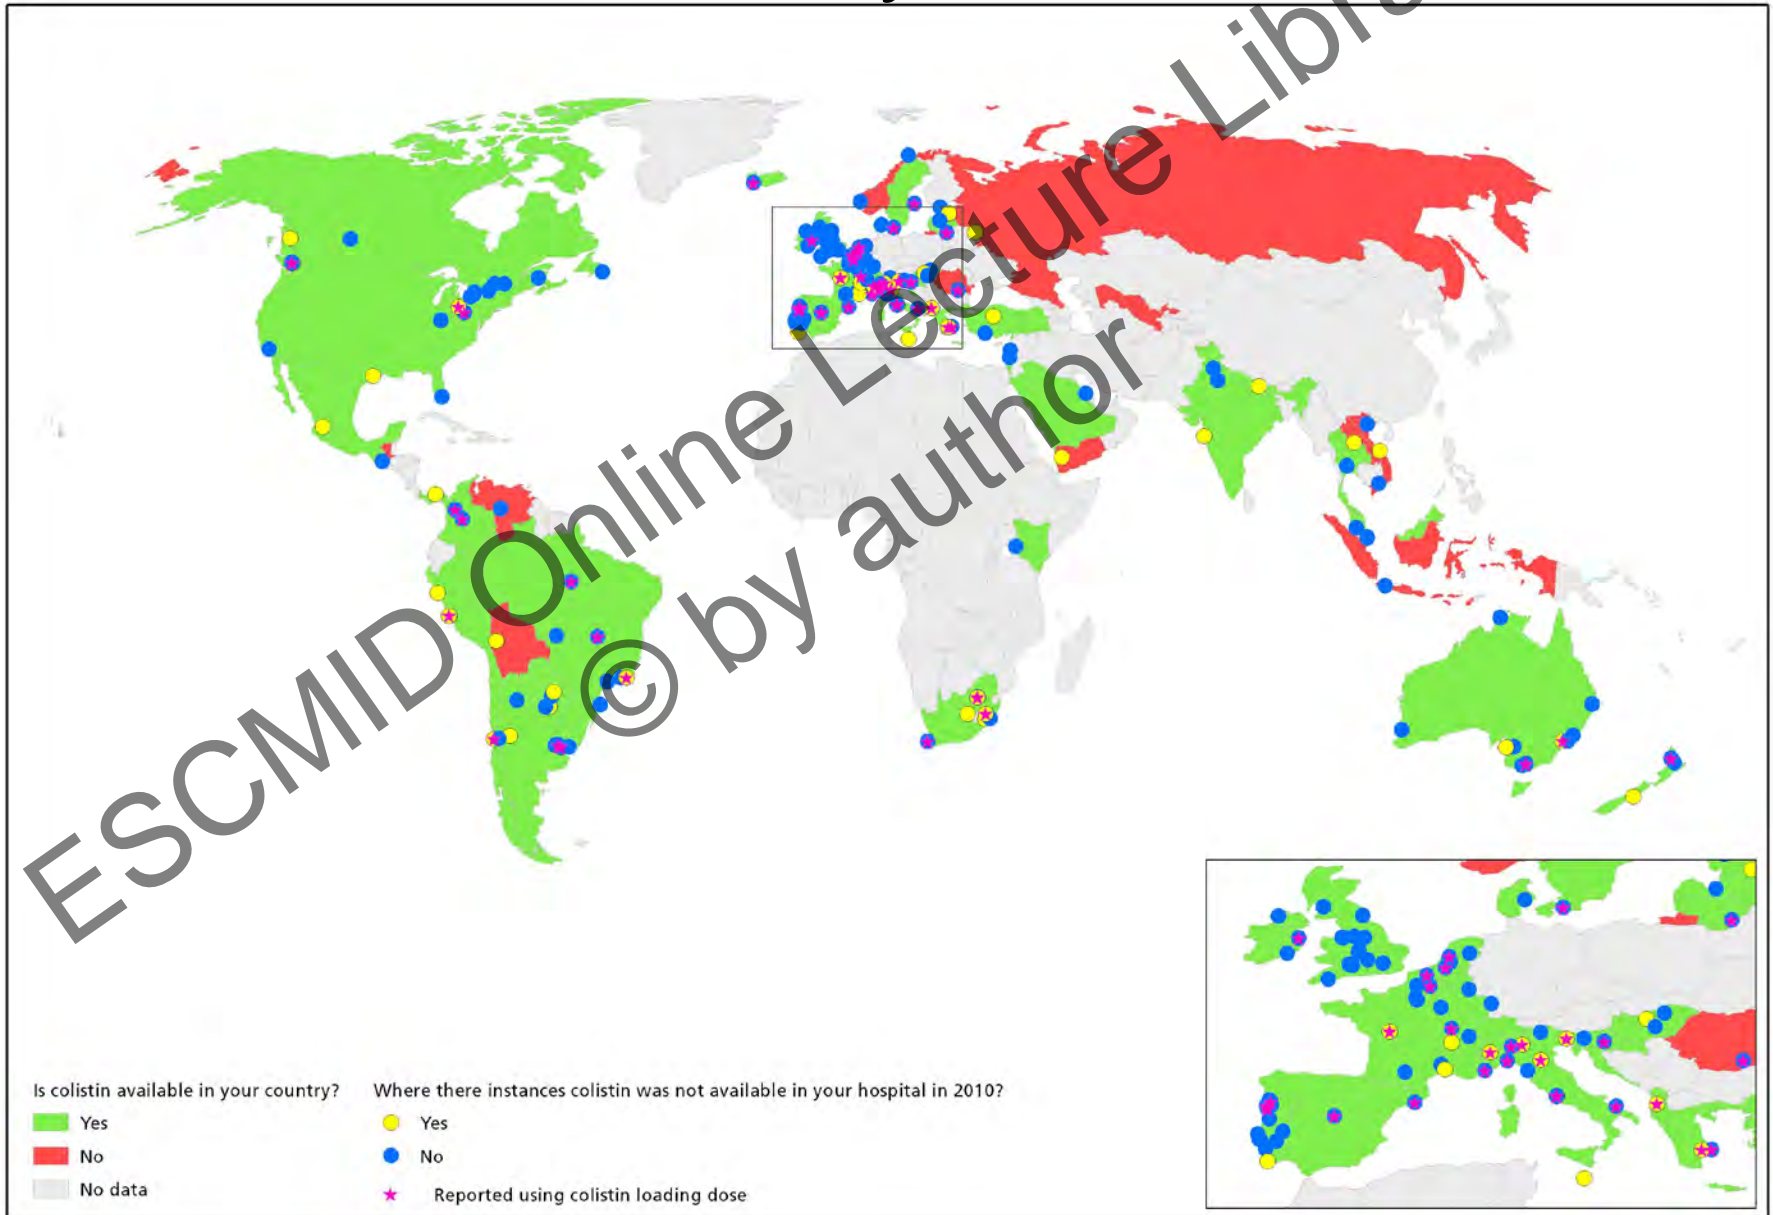 ESCMID Online Lecture
© by author
Is colistin available in your country?
Yes
No
No data
Where there instances colistin was not available in your hospital in 2010?
Yes
No
Reported using colistin loading dose